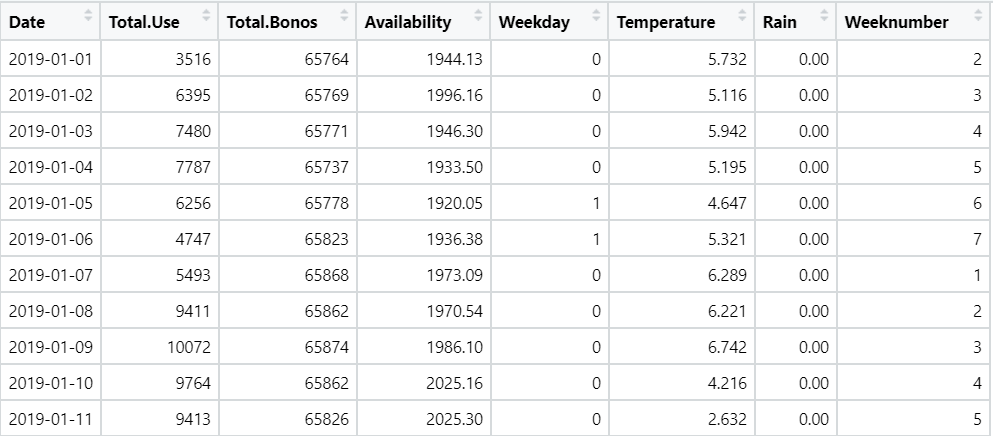 Date Total.Use Total.Bonos Availability Weekday Temperature Rain Weeknumber
2019-01-01 3516 65764 1944.13 0 5.732 0.00 2
2019-01-02 6395 65769 1996.16 0 5.116 0.00 3
2019-01-03 7480 65771 1946.30 0 5.942 0.00 4
2019-01-04 7787 65737 1933.50 0 5.195 0.00 5
2019-01-05 6256 65778 1920.05 1 4.647 0.00 6
2019-01-06 4747 65823 1936.38 1 5.321 0.00 7
2019-01-07 5493 65868 1973.09 0 6.289 0.00 1
2019-01-08 9411 65862 1970.54 0 6.221 0.00 2
2019-01-09 10072 65874 1986.10 0 6.742 0.00 3
2019-01-10 9764 65862 2025.16 0 4.216 0.00 4
2019-01-11 9413 65826 2025.30 0 2.632 0.00 5